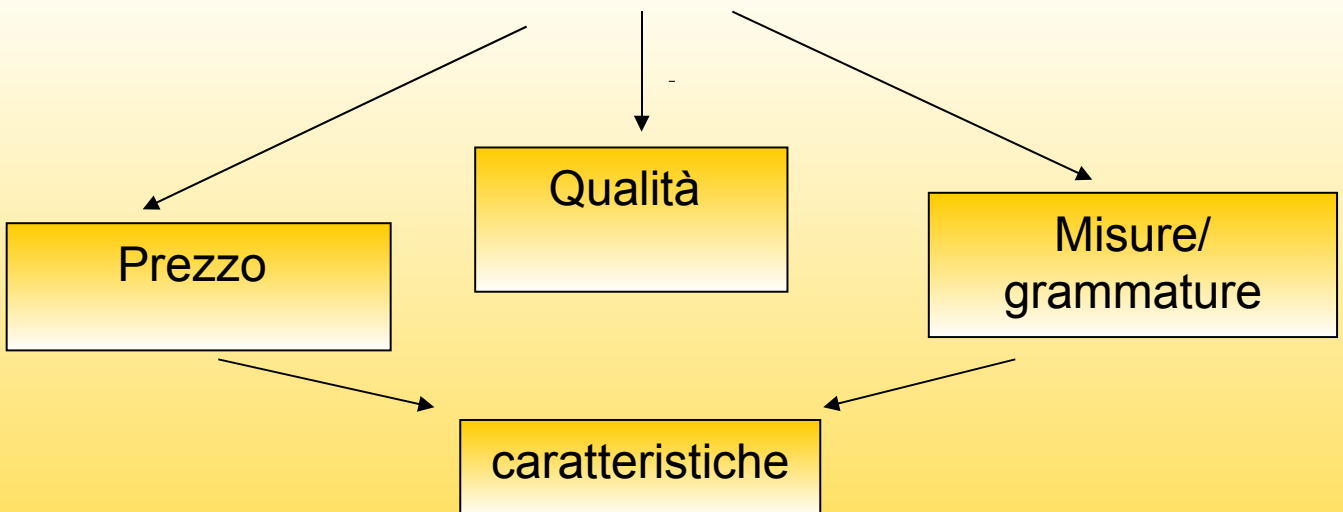 Qualità
Prezzo
Misure/
grammature
caratteristiche